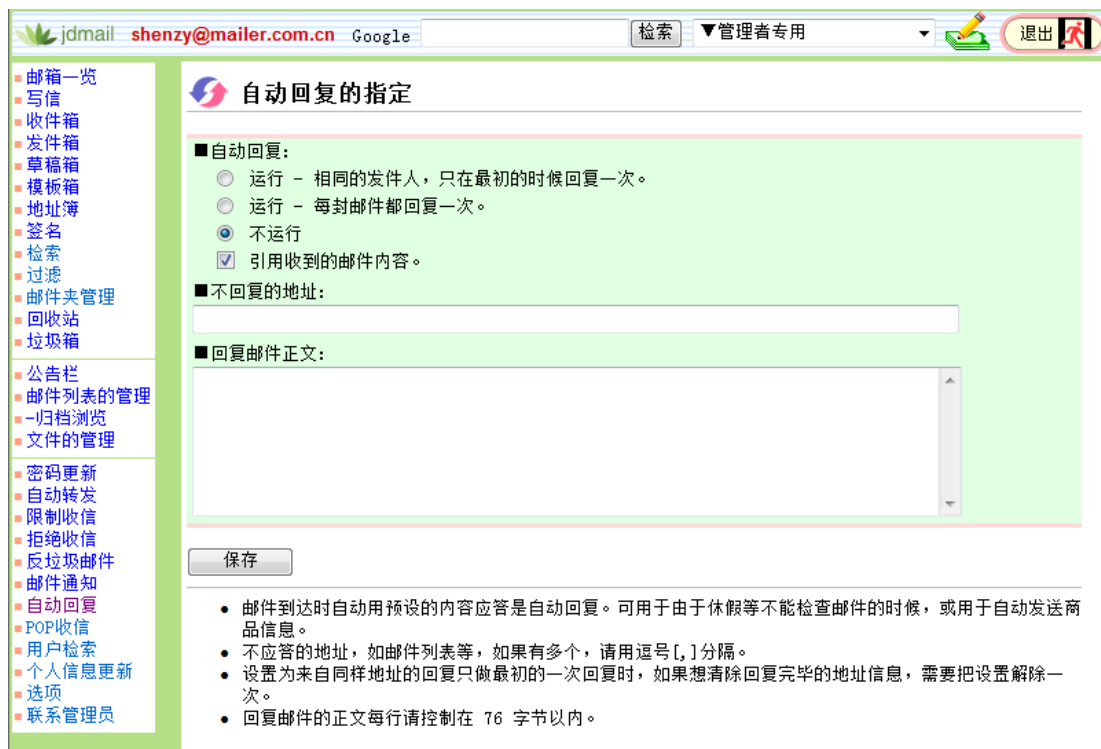 jdmail shenzy@mailer.com.cn Google 检索 ▼管理者专用 退出
邮箱一览
写信
收件箱
发件箱
草稿箱
模板箱
地址簿
签名
检索
过滤
邮件夹管理
回收站
垃圾箱
公告栏
邮件列表的管理
-归档浏览
文件的管理
密码更新
自动转发
限制收信
拒绝收信
反垃圾邮件
邮件通知
自动回复
POP收信
用户检索
个人信息更新
选项
联系管理员
自动回复的指定
■自动回复:
运行 - 相同的发件人，只在最初的时候回复一次。
运行 - 每封邮件都回复一次。
不运行
引用收到的邮件内容。
■不回复的地址:
■回复邮件正文:
保存
● 邮件到达时自动用预设的内容应答是自动回复。可用于由于休假等不能检查邮件的时候，或用于自动发送商
品信息。
● 不应答的地址，如邮件列表等，如果有多个，请用逗号[,]分隔。
● 设置为来自同样地址的回复只做最初的一次回复时，如果想清除回复完毕的地址信息，需要把设置解除一
次。
● 回复邮件的正文每行请控制在 76 字节以内。